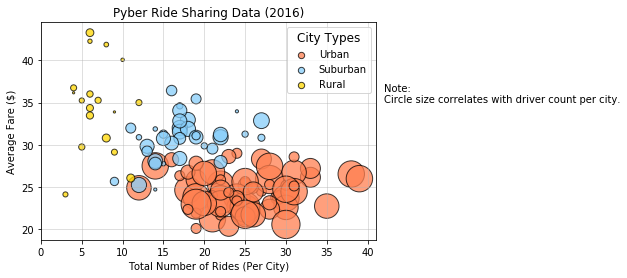 Pyber Ride Sharing Data (2016)
Average Fare ($)
40
35
30
25
20
City Types
Urban
Suburban
Rural
Note:
Circle size correlates with driver count per city.
0 5 10 15 20 25 30 35 40
Total Number of Rides (Per City)